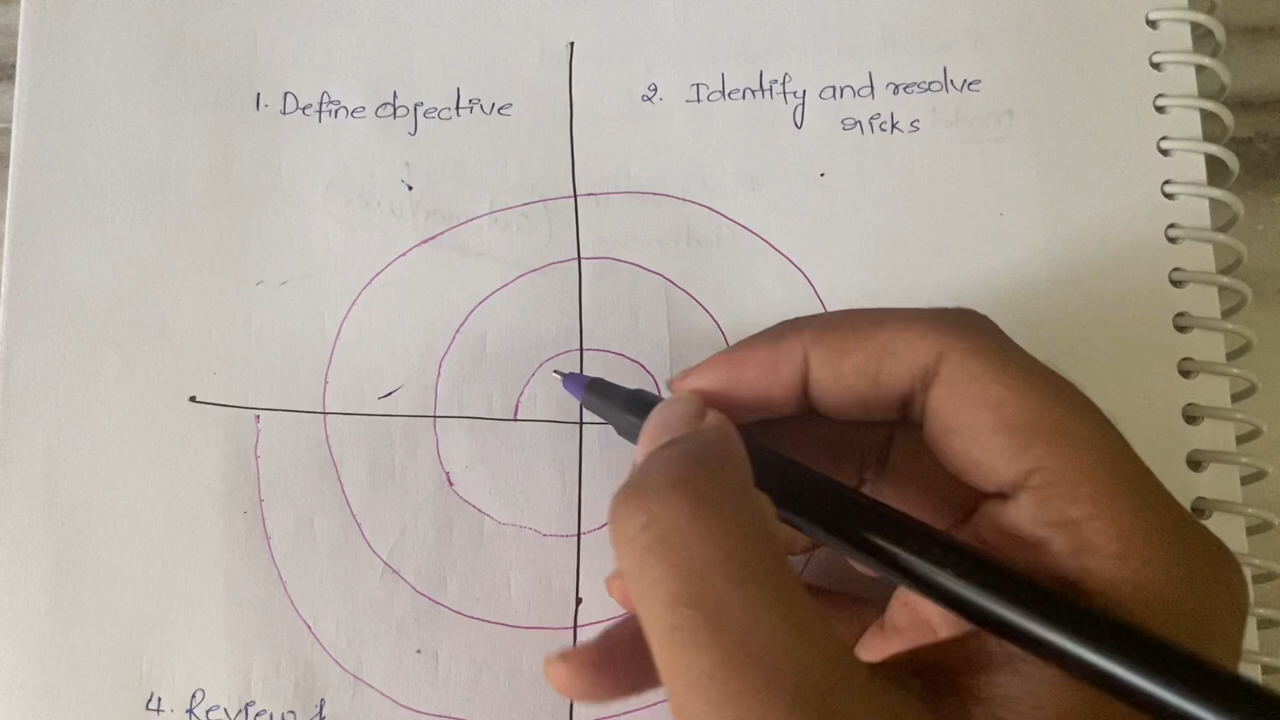 1. Define objective
2. Identify and resolve
risks
4. Review &